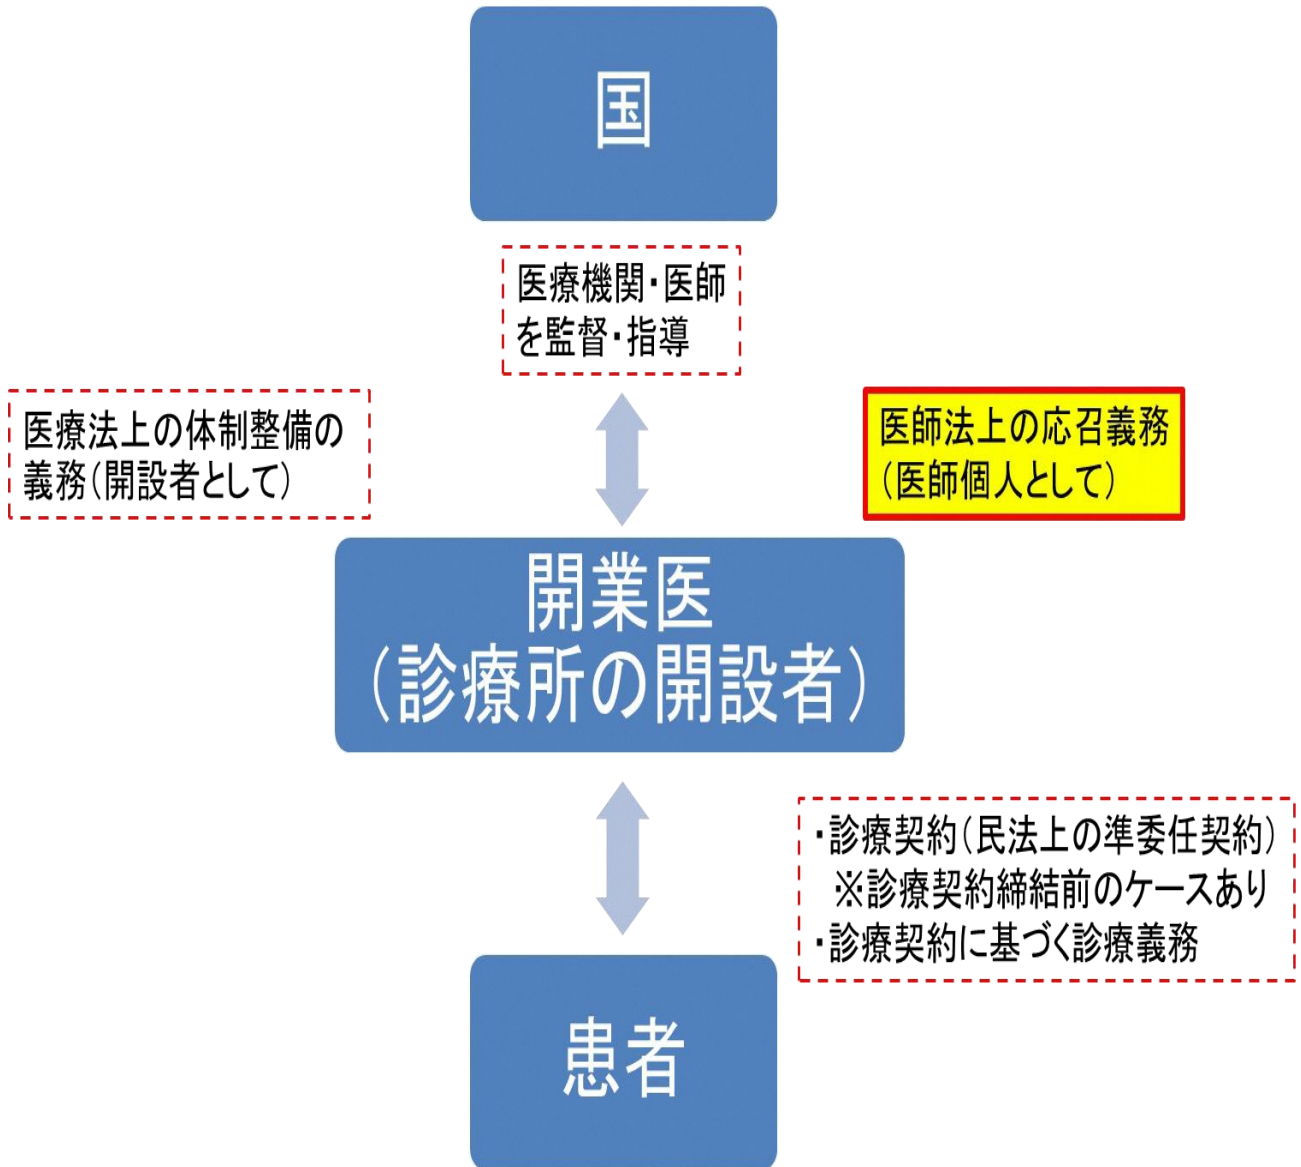 国
医療機関・医師
を監督・指導
医療法上の体制整備の
義務（開設者として）
医師法上の応召義務
（医師個人として）
開業医
（診療所の開設者）
・診療契約（民法上の準委任契約）
※診療契約締結前のケースあり
・診療契約に基づく診療義務
患者